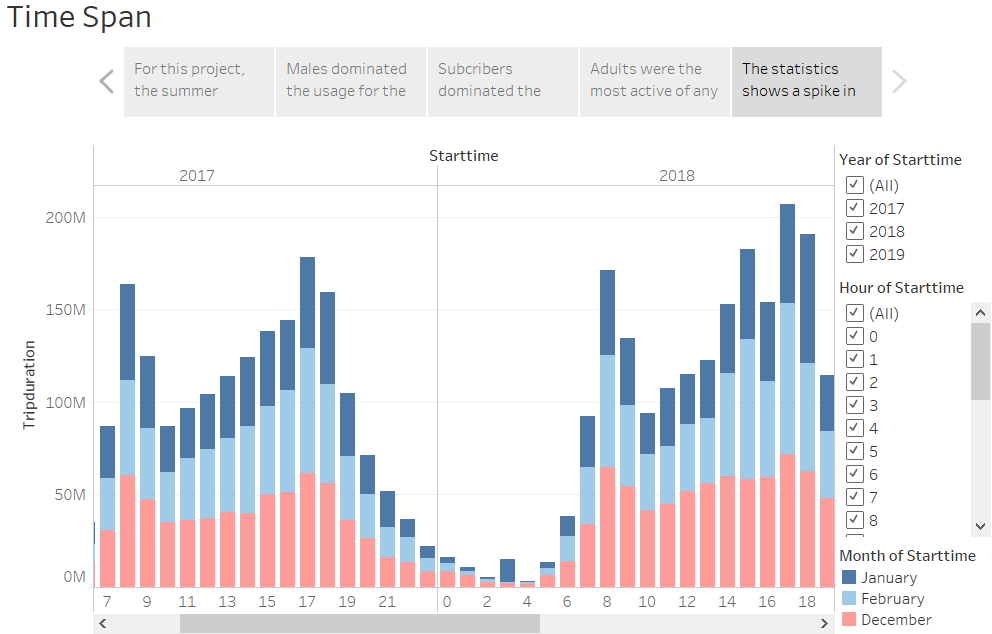 Time Span
For this project,
the summer
Males dominated
the usage for the
Subcribers
dominated the
Adults were the
most active of any
The statistics
shows a spike in
Starttime
2017 2018
200M
150M
100M
50M
0M
Tripduration
7 9 11 13 15 17 19 21 0 2 4 6 8 10 12 14 16 18
Year of Starttime
(All)
2017
2018
2019
Hour of Starttime
(All)
0
1
2
3
4
5
6
7
8
Month of Starttime
January
February
December